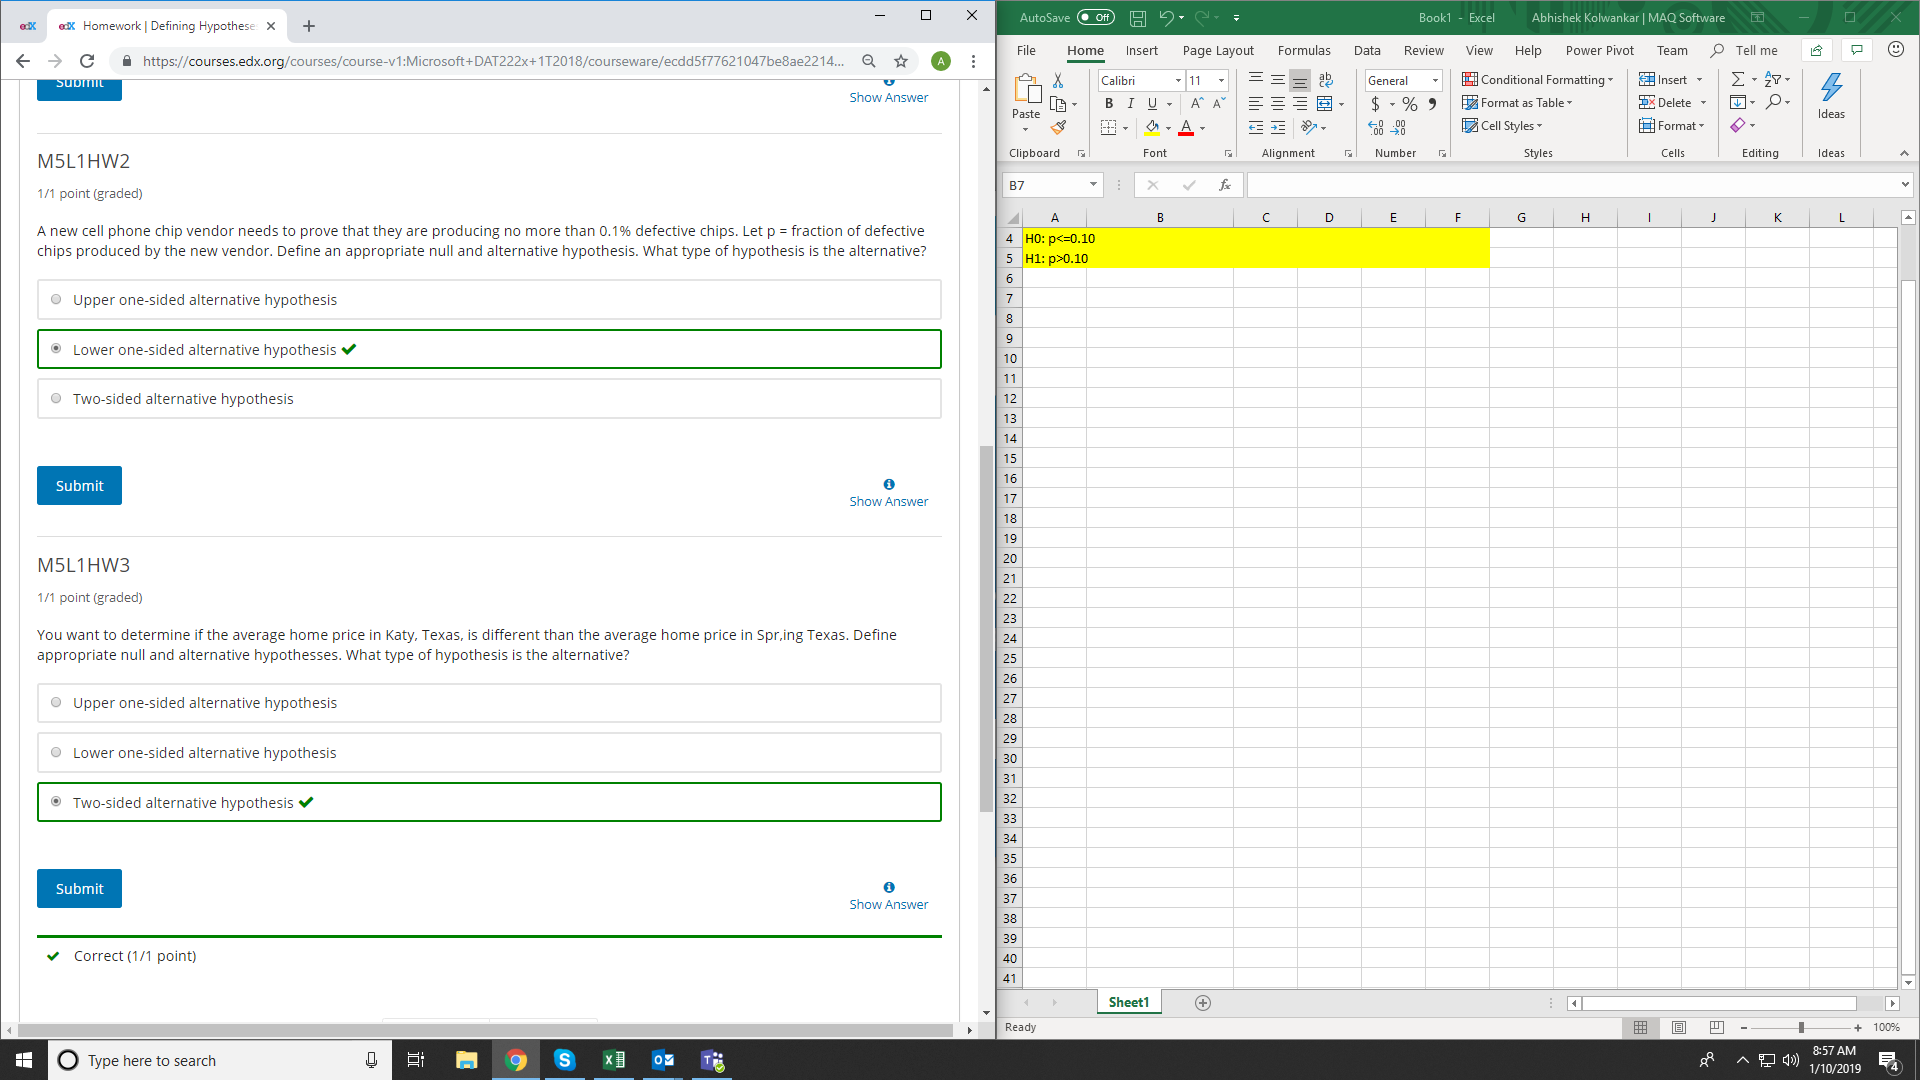 edX
edX Homework | Defining Hypothese
https://courses.edx.org/courses/course-v1:Microsoft+DAT222x+1T2018/courseware/ecdd5f77621047be8ae2214...
A
Submit
Show Answer
M5L1HW2
1/1 point (graded)
A new cell phone chip vendor needs to prove that they are producing no more than 0.1% defective chips. Let p = fraction of defective
chips produced by the new vendor. Define an appropriate null and alternative hypothesis. What type of hypothesis is the alternative?
Upper one-sided alternative hypothesis
Lower one-sided alternative hypothesis
Two-sided alternative hypothesis
Submit
Show Answer
M5L1HW3
1/1 point (graded)
You want to determine if the average home price in Katy, Texas, is different than the average home price in Spr,ing Texas. Define
appropriate null and alternative hypothesses. What type of hypothesis is the alternative?
Upper one-sided alternative hypothesis
Lower one-sided alternative hypothesis
Two-sided alternative hypothesis
Submit
Show Answer
Correct (1/1 point)
AutoSave Off Book1 - Excel Abhishek Kolwankar | MAQ Software
File Home Insert Page Layout Formulas Data Review View Help Power Pivot Team Tell me
Paste
Clipboard
Calibri 11
B I U A A
A
Font
ab
Alignment
General
$ % 9
Number
Conditional Formatting
Format as Table
Cell Styles
Styles
Insert
Delete
Format
Cells
Editing
Ideas
Ideas
B7 fx
A B C D E F G H I J K L
4 H0: p<=0.10
5 H1: p>0.10
6
7
8
9
10
11
12
13
14
15
16
17
18
19
20
21
22
23
24
25
26
27
28
29
30
31
32
33
34
35
36
37
38
39
40
41
Sheet1
Ready 100%
Type here to search
8:57 AM
1/10/2019
4